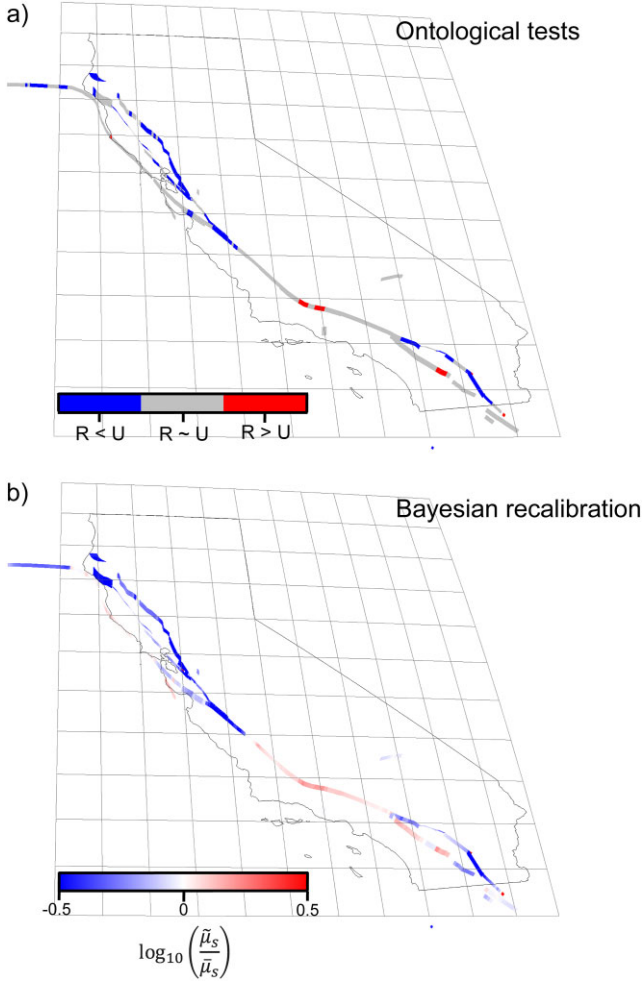 a)
Ontological tests
R < U R ~ U R > U
b)
Bayesian recalibration
-0.5 0 0.5
log₁₀(μ̃ₛ/μ̄ₛ)